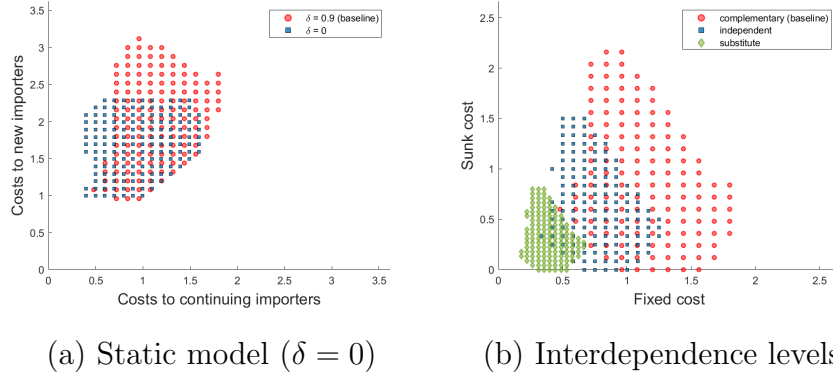 δ = 0.9 (baseline)
δ = 0
Costs to new importers
3.5
3
2.5
2
1.5
1
0.5
0
0 0.5 1 1.5 2 2.5 3 3.5
Costs to continuing importers
(a) Static model (δ = 0)
complementary (baseline)
independent
substitute
Sunk cost
2.5
2
1.5
1
0.5
0
0 0.5 1 1.5 2 2.5
Fixed cost
(b) Interdependence levels